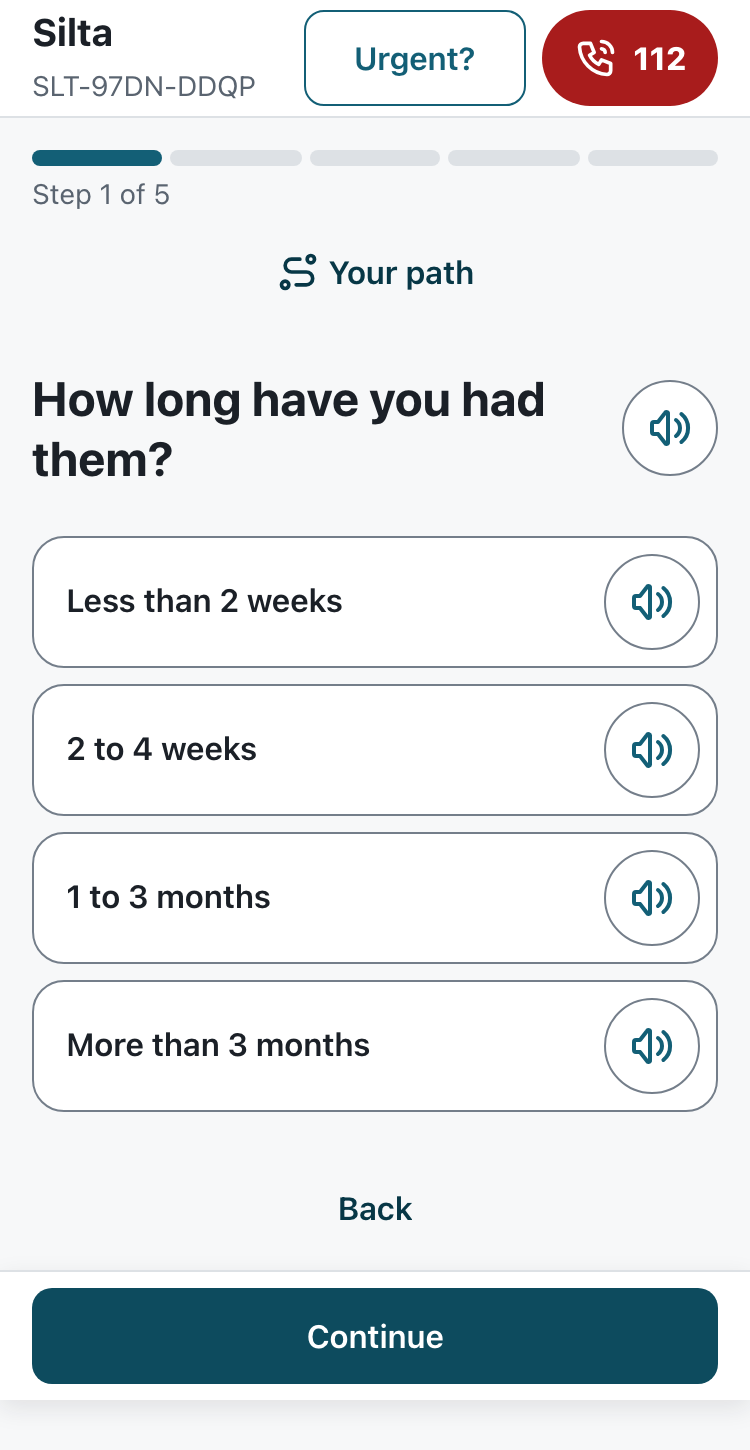 Silta
SLT-97DN-DDQP
Urgent?
112
Step 1 of 5
Your path
How long have you had
them?
Less than 2 weeks
2 to 4 weeks
1 to 3 months
More than 3 months
Back
Continue